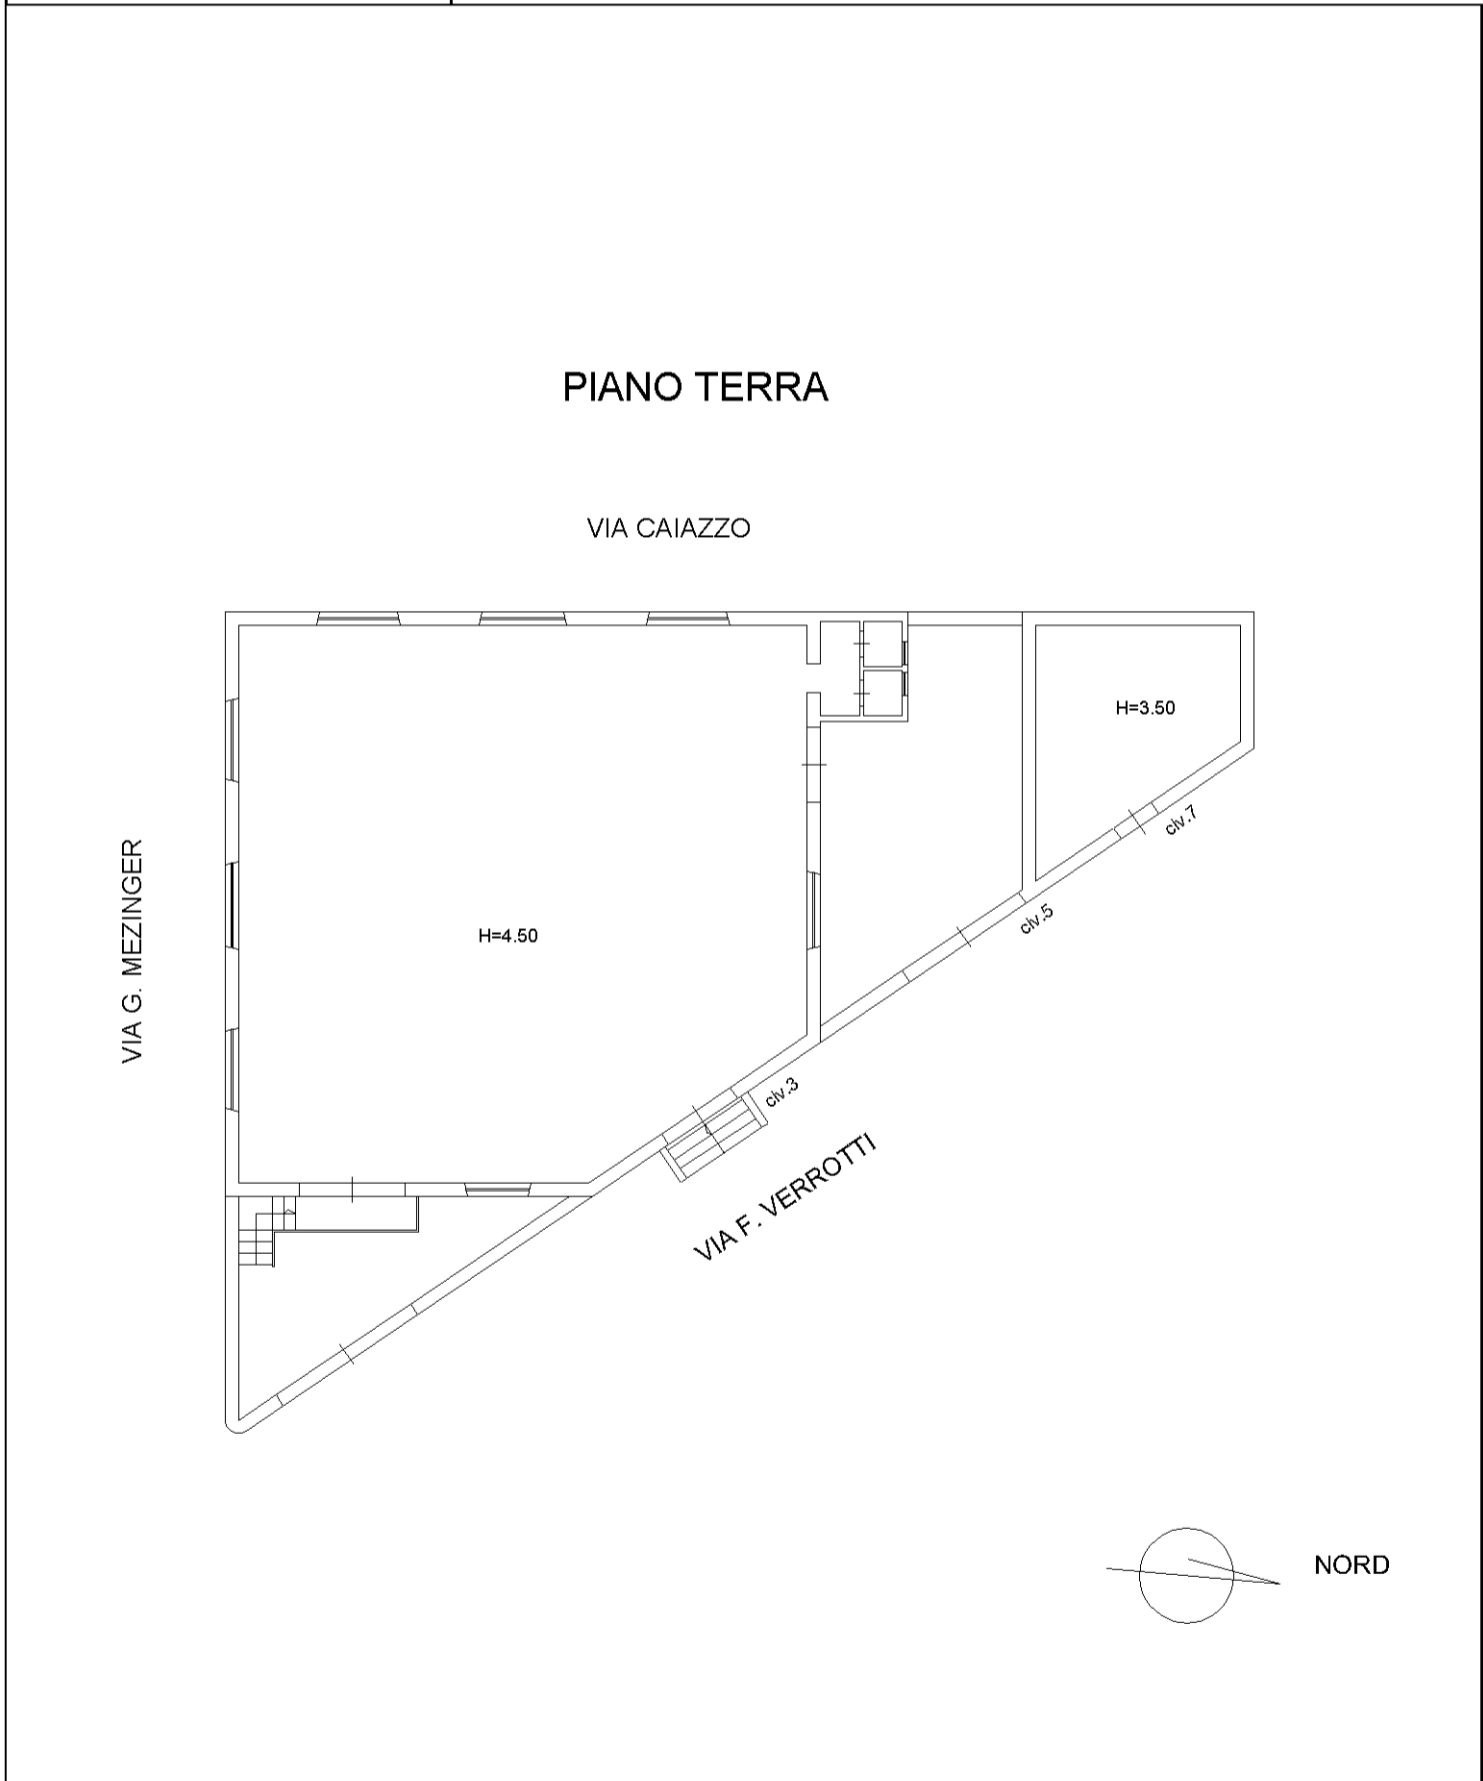 PIANO TERRA
VIA CAIAZZO
H=3.50
civ.7
VIA G. MEZINGER
H=4.50
civ.5
civ.3
VIA F. VERROTTI
NORD